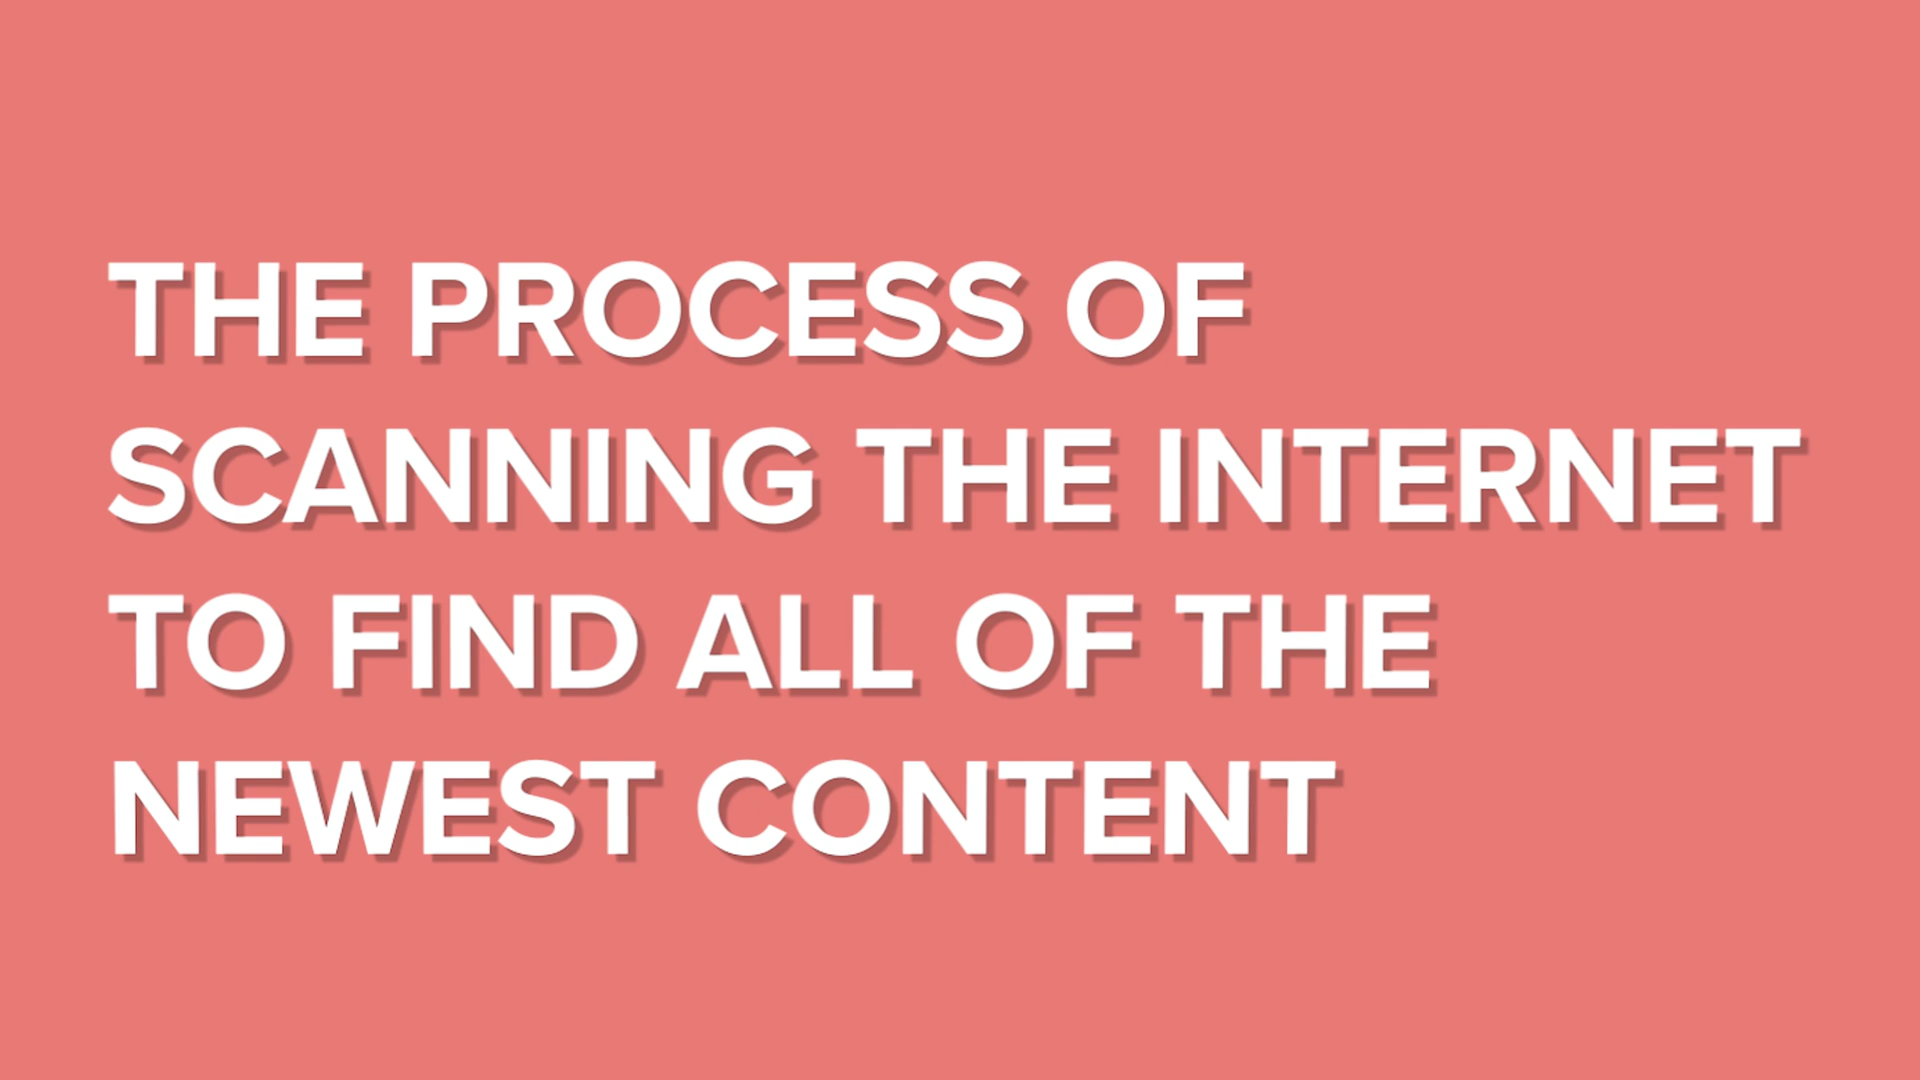 THE PROCESS OF
SCANNING THE INTERNET
TO FIND ALL OF THE
NEWEST CONTENT